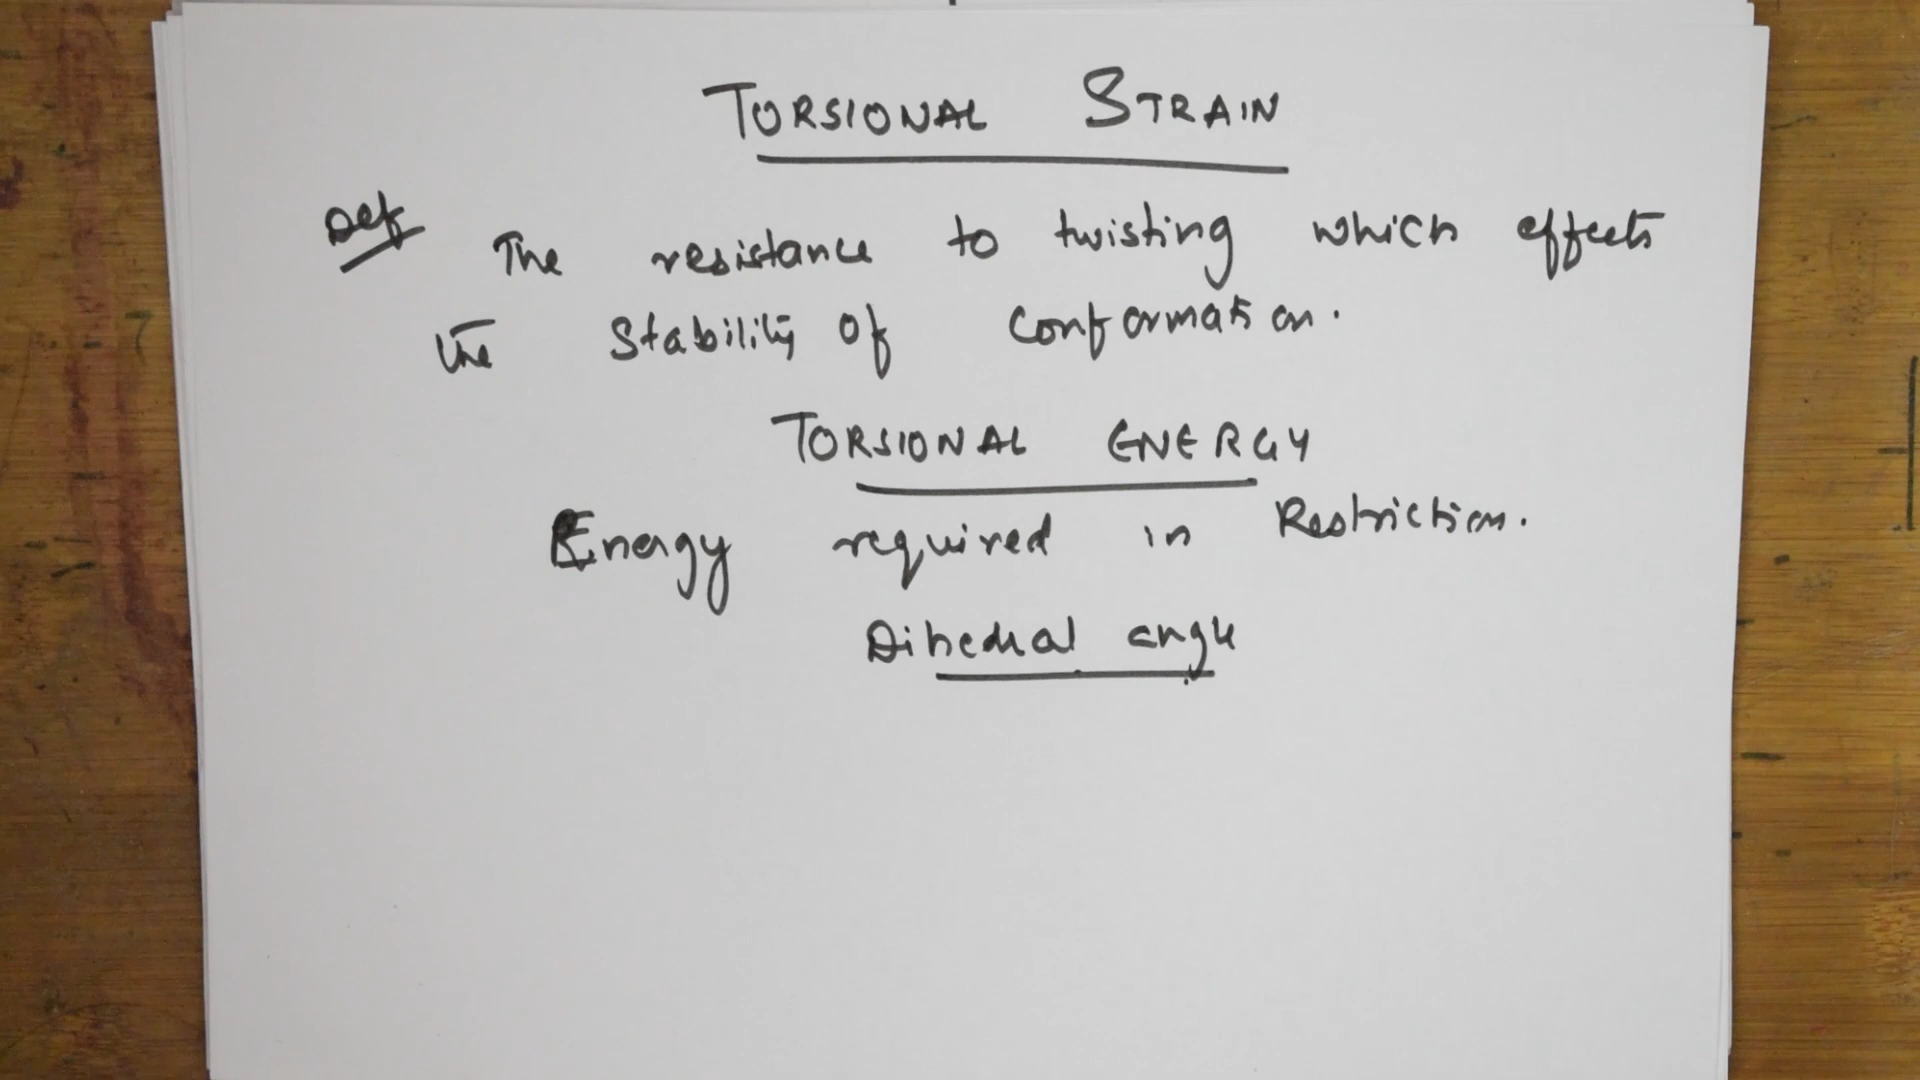 TORSIONAL STRAIN
Def The resistance to twisting which effects
the Stability of conformation.
TORSIONAL ENERGY
Energy required in Restriction.
Dihedral angle